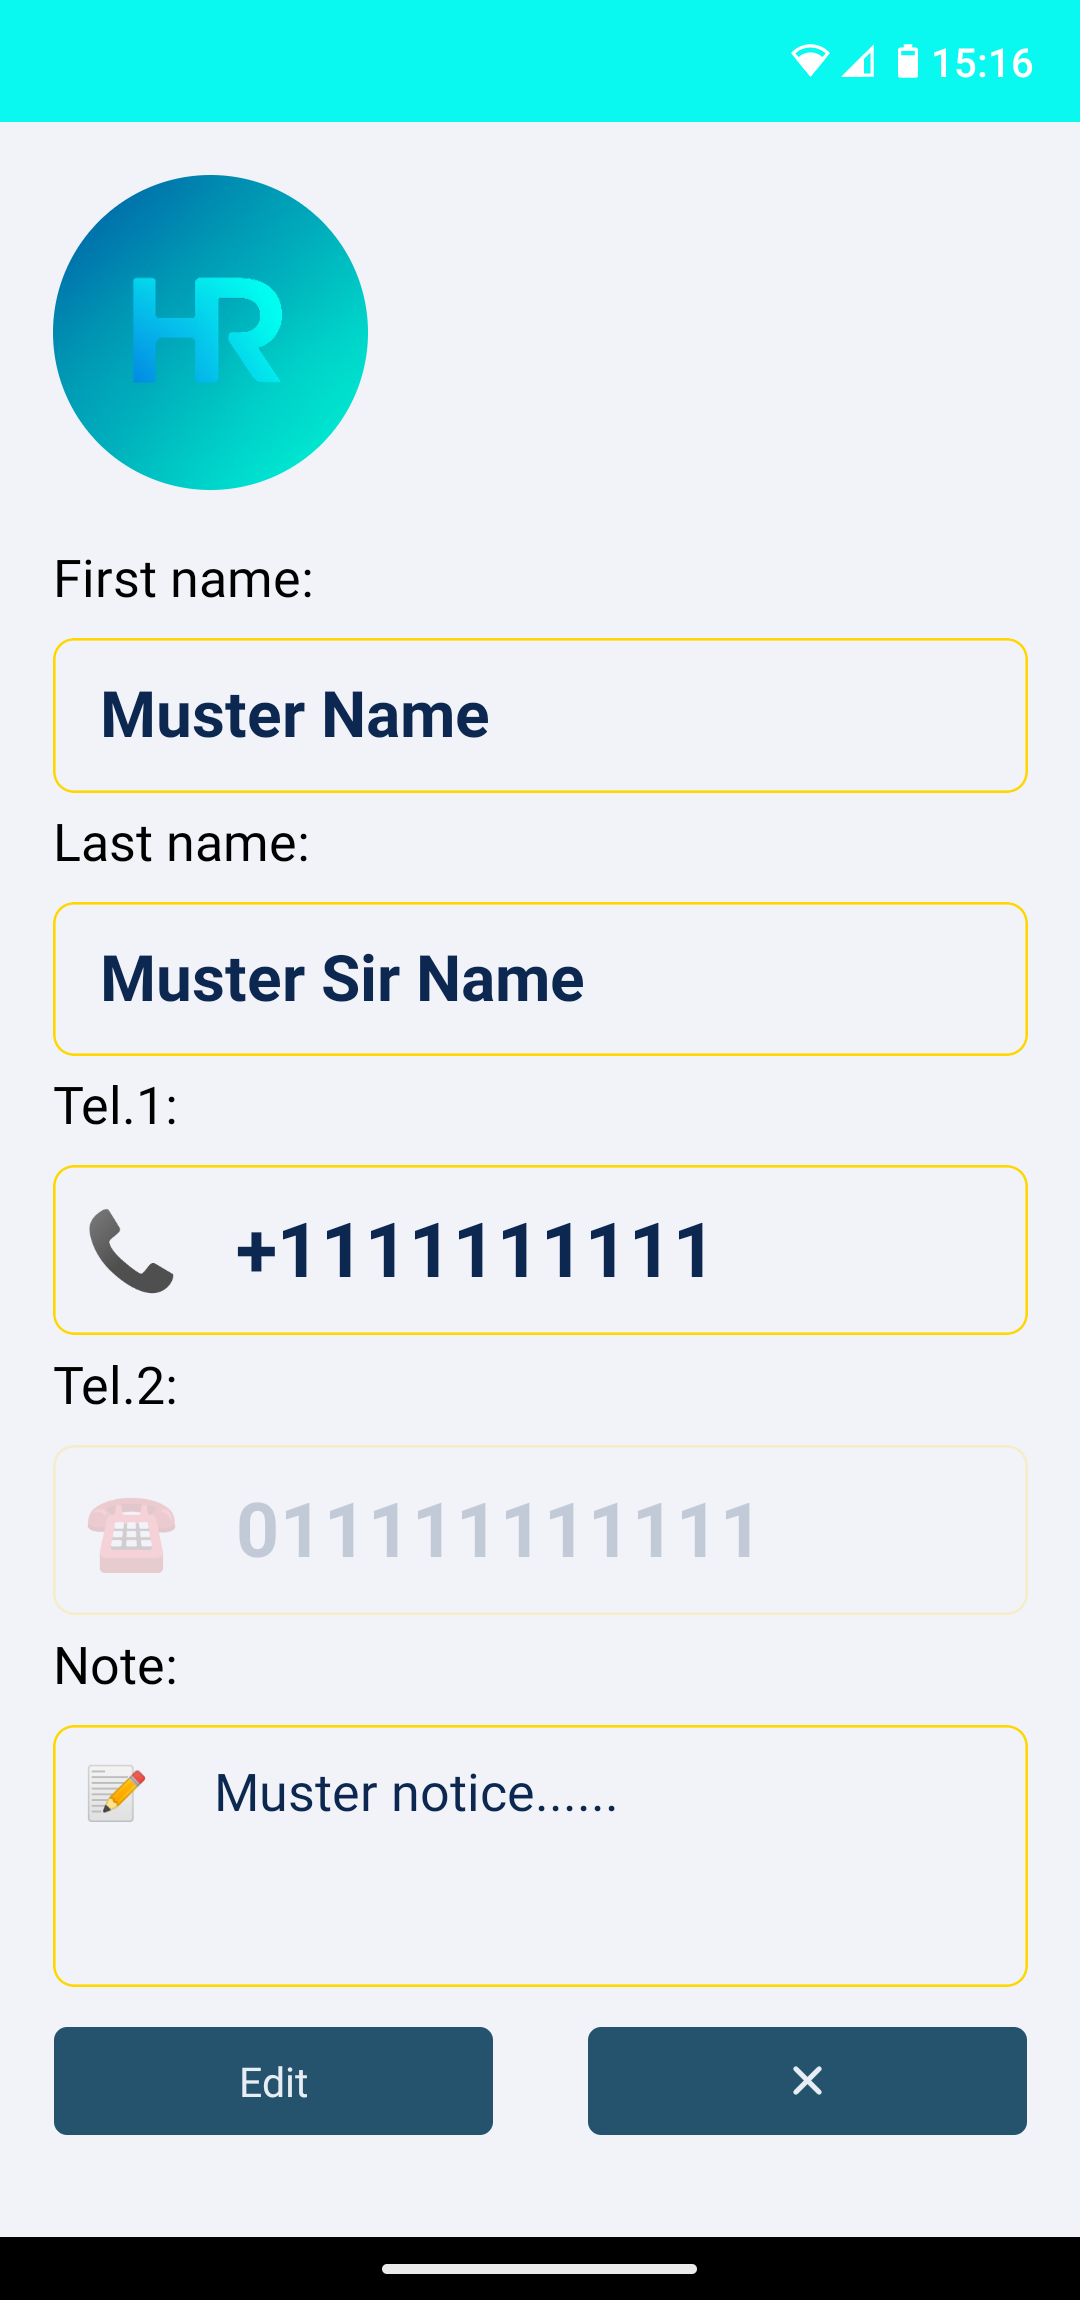 15:16
HR
First name:
Muster Name
Last name:
Muster Sir Name
Tel.1:
+1111111111
Tel.2:
011111111111
Note:
Muster notice......
Edit